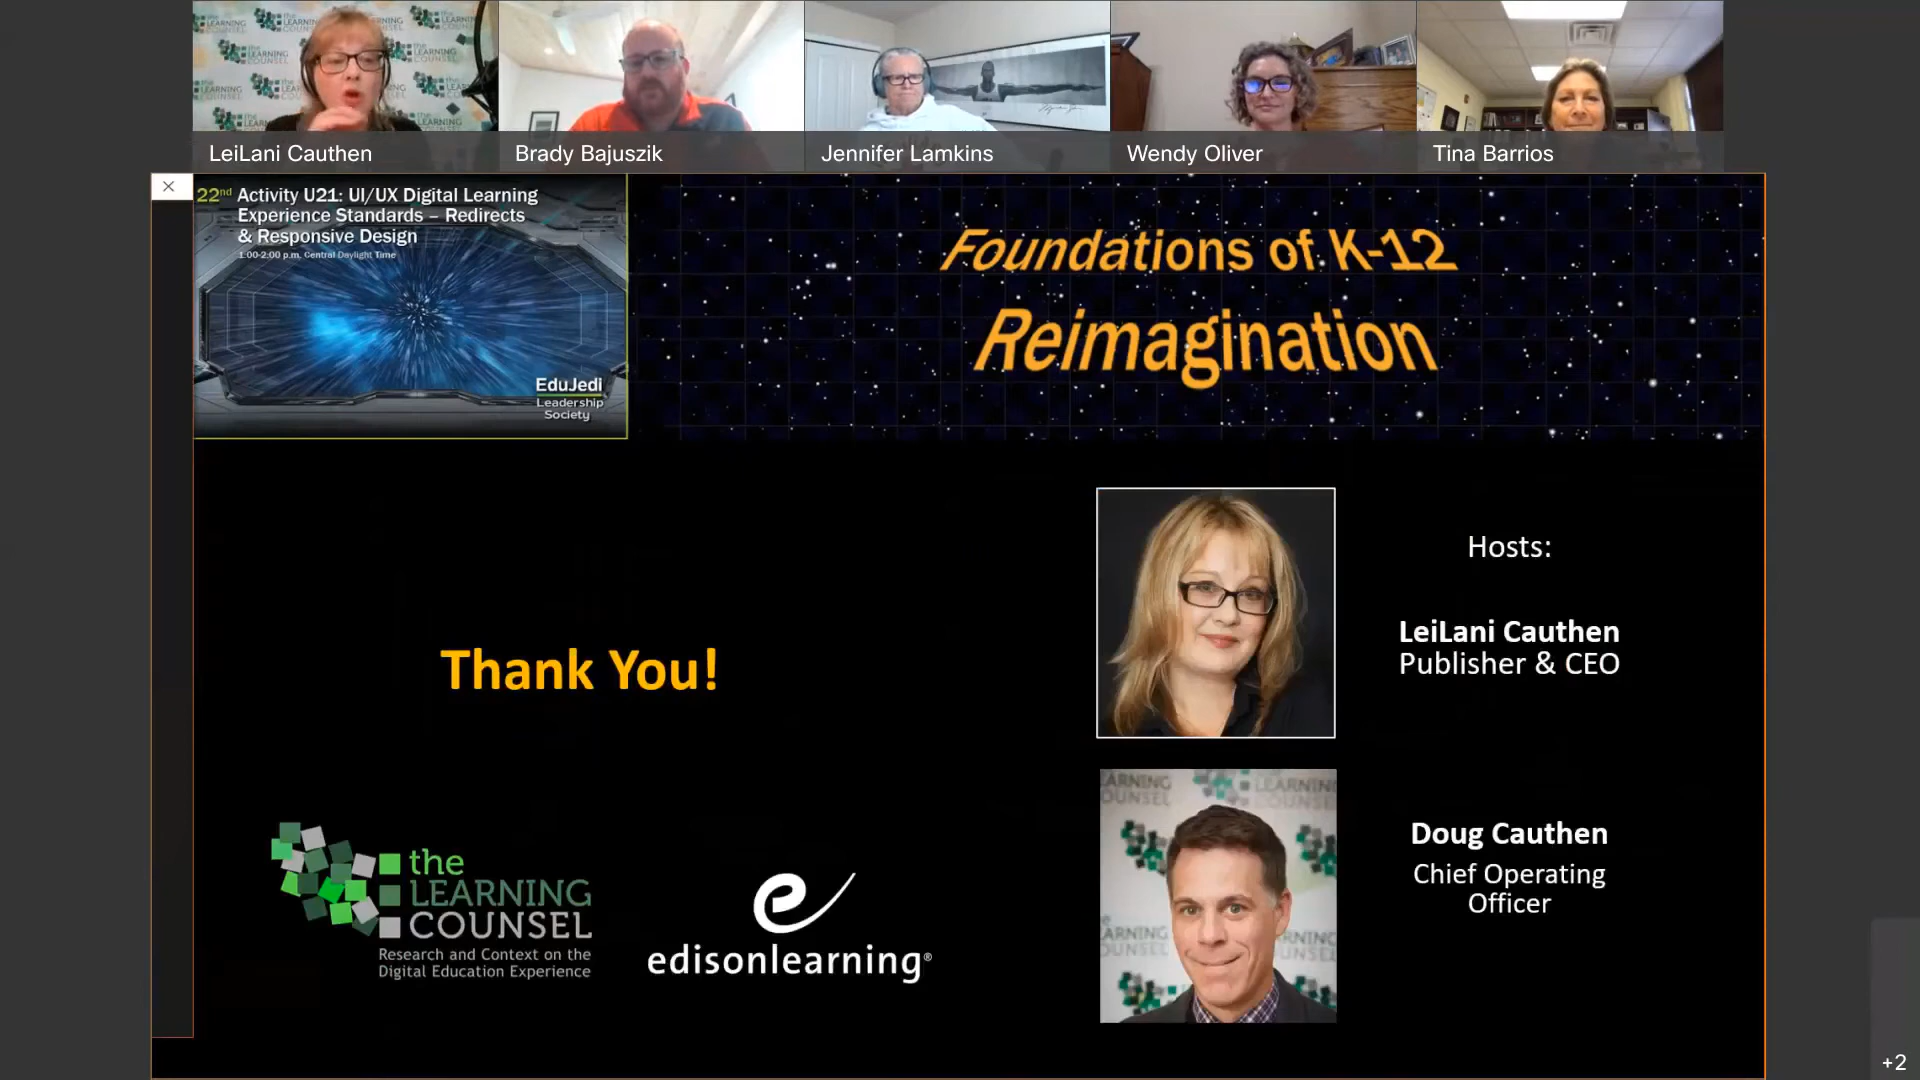 LeiLani Cauthen
Brady Bajuszik
Jennifer Lamkins
Wendy Oliver
Tina Barrios
22nd Activity U21: UI/UX Digital Learning
Experience Standards – Redirects
& Responsive Design
1:00-2:00 p.m. Central Daylight Time
EduJedi
Leadership
Society
Foundations of K-12
Reimagination
Hosts:
LeiLani Cauthen
Publisher & CEO
Thank You!
Doug Cauthen
Chief Operating
Officer
the
LEARNING
COUNSEL
Research and Context on the
Digital Education Experience
edisonlearning®
+2